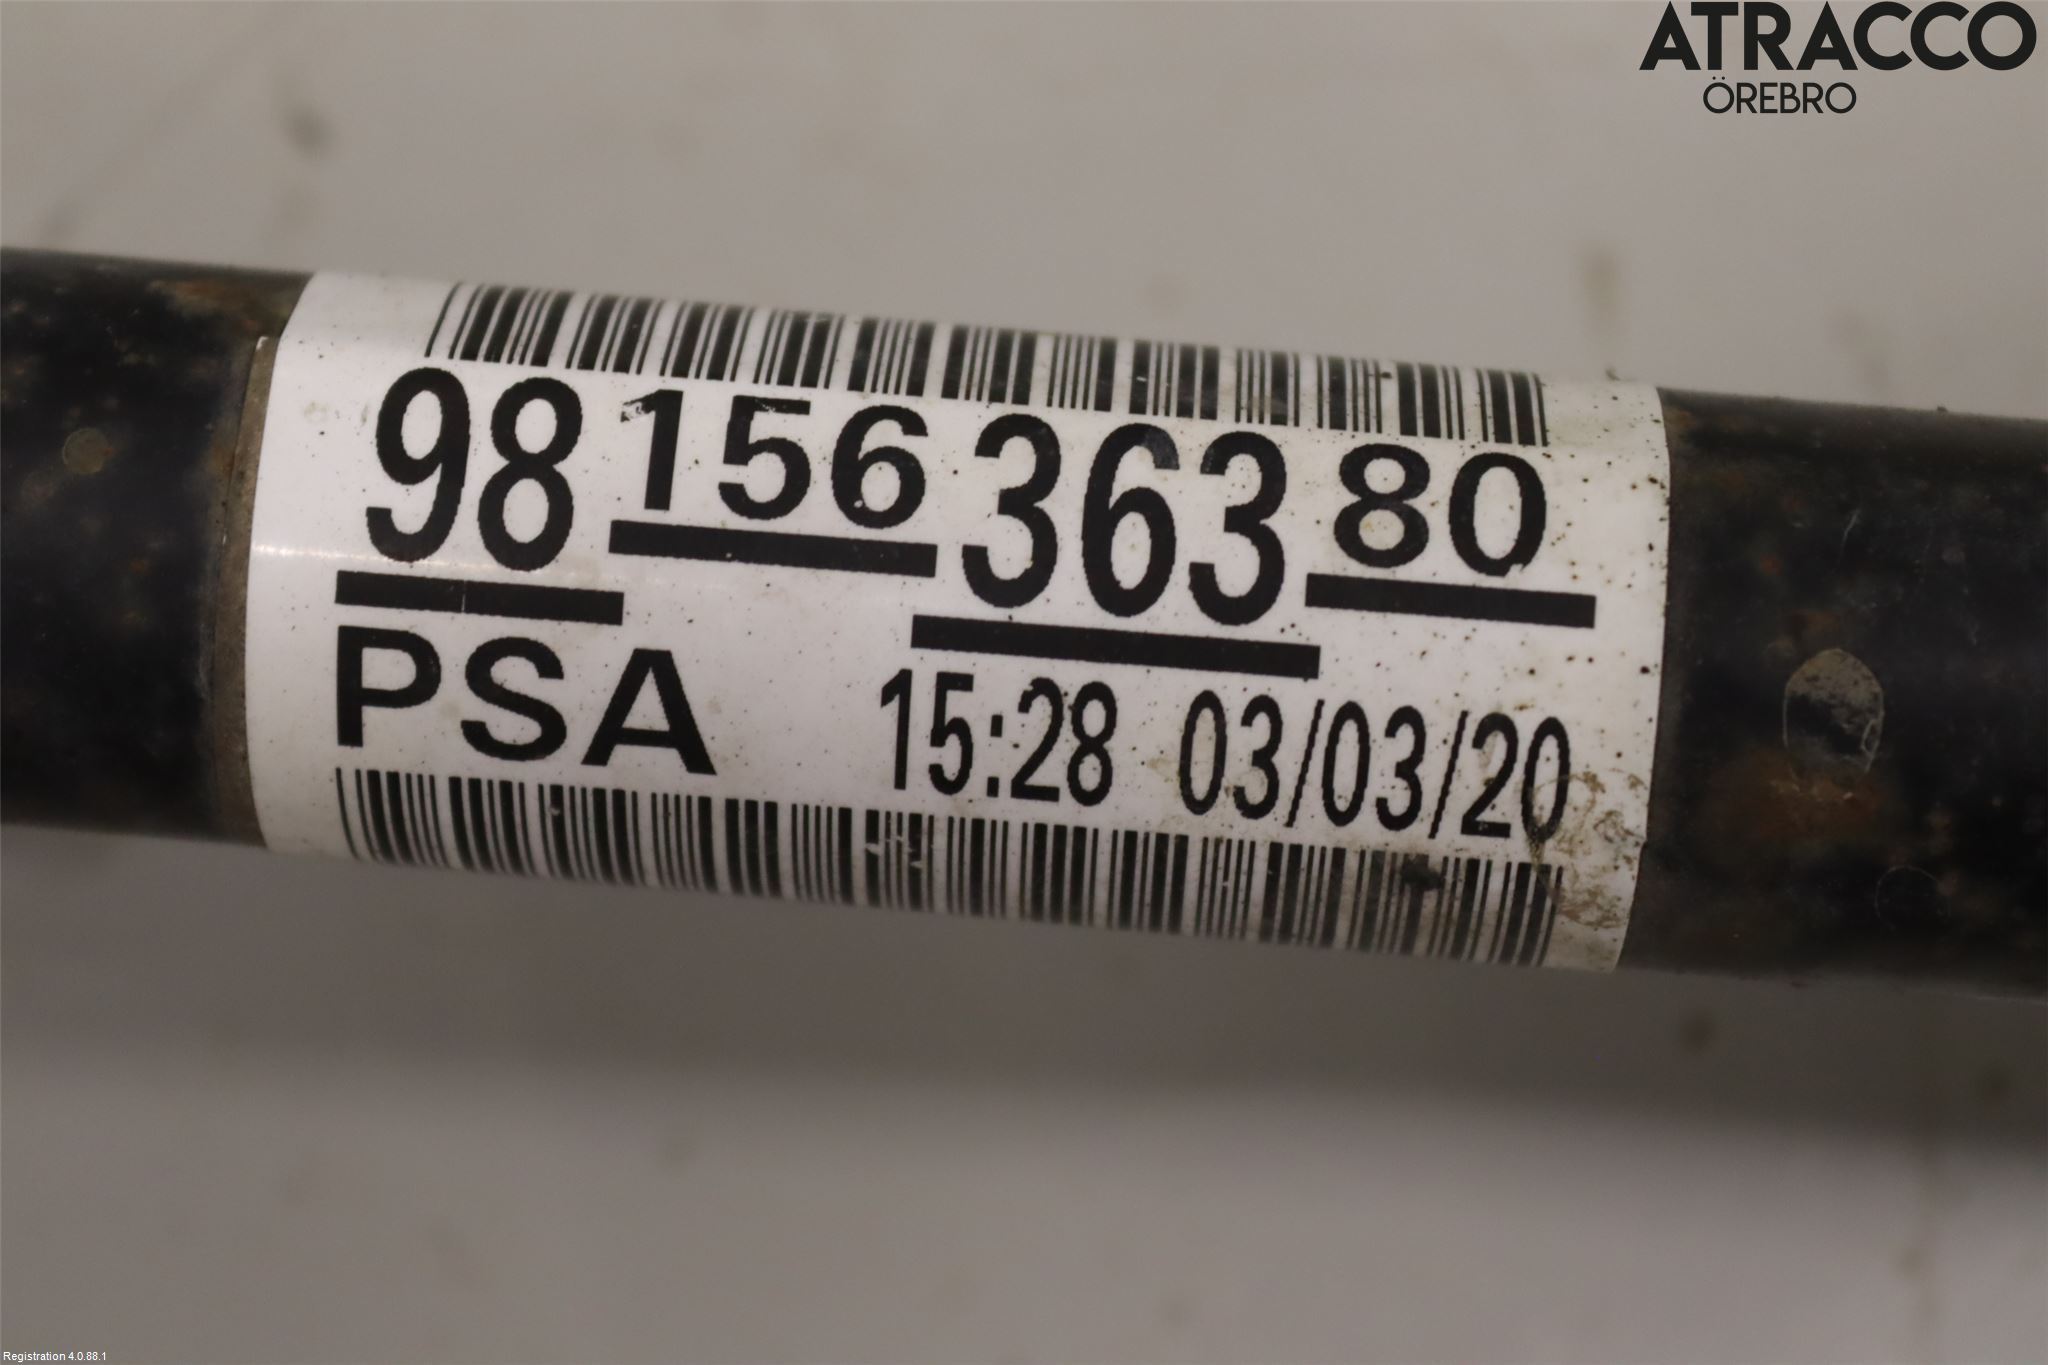 ATRACCO
ÖREBRO
98 156 363 80
PSA 15:28 03/03/20
Registration 4.0.88.1